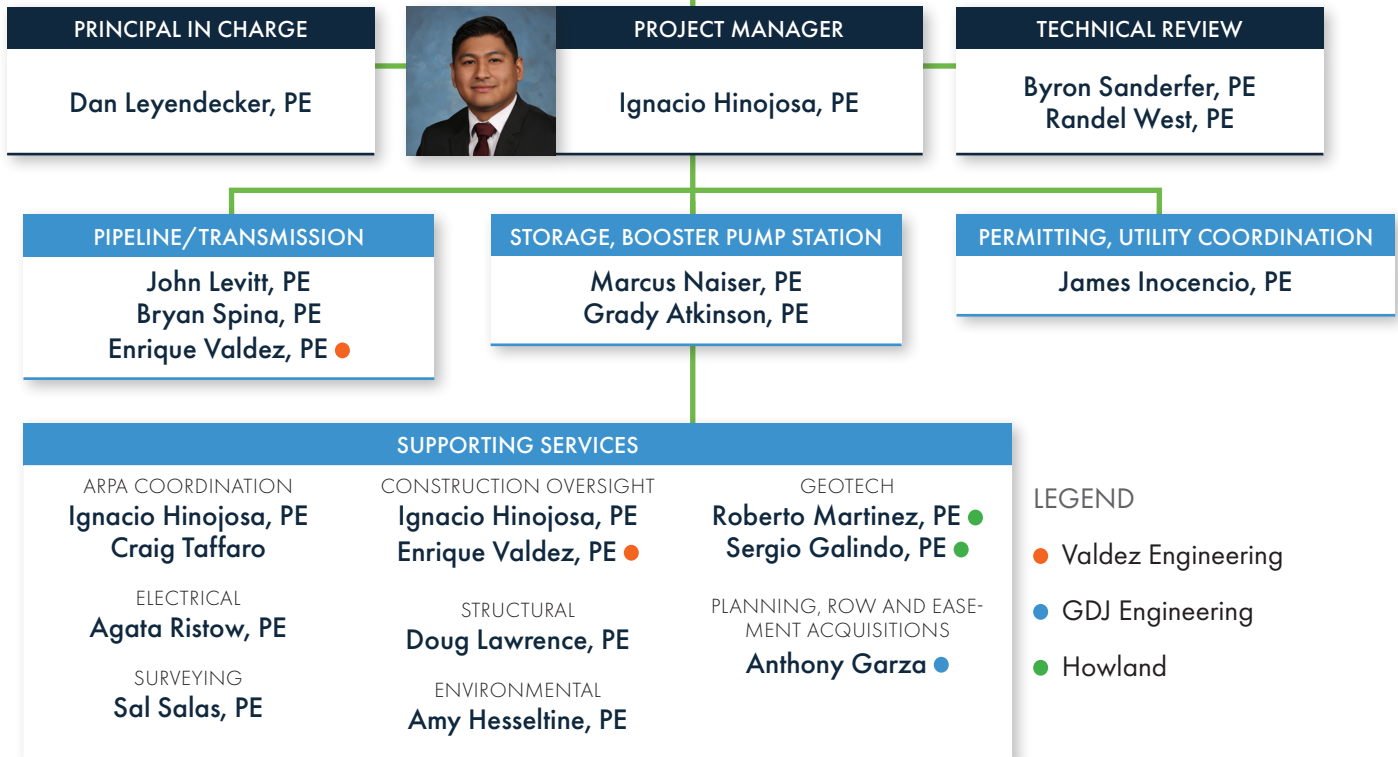 PRINCIPAL IN CHARGE
Dan Leyendecker, PE
PROJECT MANAGER
Ignacio Hinojosa, PE
TECHNICAL REVIEW
Byron Sanderfer, PE
Randel West, PE
PIPELINE/TRANSMISSION
John Levitt, PE
Bryan Spina, PE
Enrique Valdez, PE
STORAGE, BOOSTER PUMP STATION
Marcus Naiser, PE
Grady Atkinson, PE
PERMITTING, UTILITY COORDINATION
James Inocencio, PE
SUPPORTING SERVICES
ARPA COORDINATION
Ignacio Hinojosa, PE
Craig Taffaro
ELECTRICAL
Agata Ristow, PE
SURVEYING
Sal Salas, PE
CONSTRUCTION OVERSIGHT
Ignacio Hinojosa, PE
Enrique Valdez, PE
STRUCTURAL
Doug Lawrence, PE
ENVIRONMENTAL
Amy Hesseltine, PE
GEOTECH
Roberto Martinez, PE
Sergio Galindo, PE
PLANNING, ROW AND EASE-
MENT ACQUISITIONS
Anthony Garza
LEGEND
Valdez Engineering
GDJ Engineering
Howland